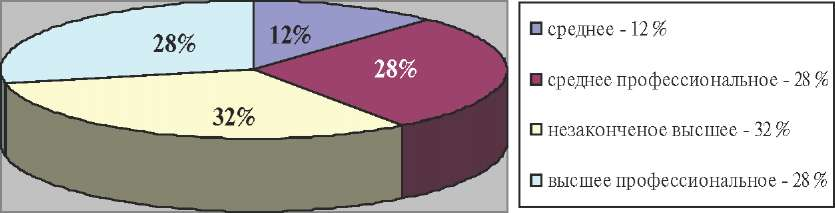 28%
12%
28%
32%
среднее - 12 %
среднее профессиональное - 28 %
незаконченое высшее - 32 %
высшее профессиональное - 28 %